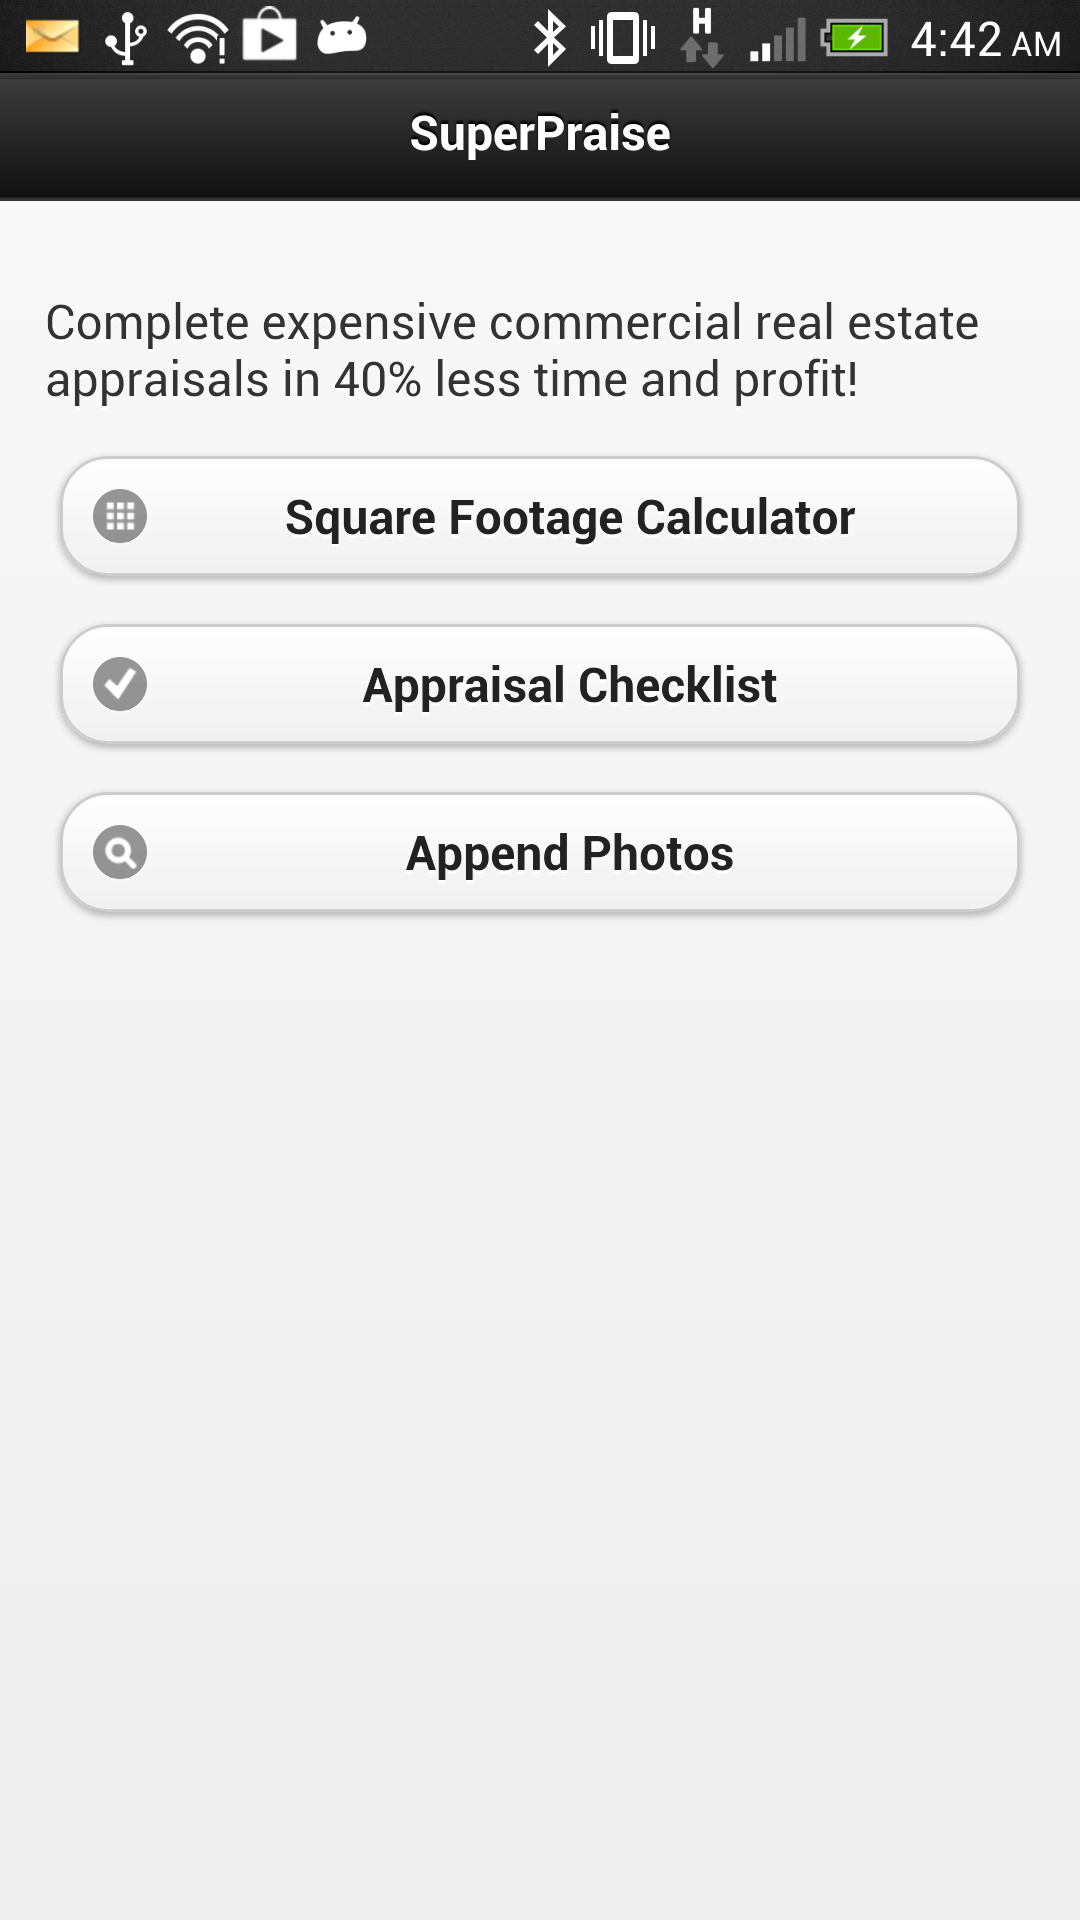 H
4:42 AM
SuperPraise
Complete expensive commercial real estate
appraisals in 40% less time and profit!
Square Footage Calculator
Appraisal Checklist
Append Photos